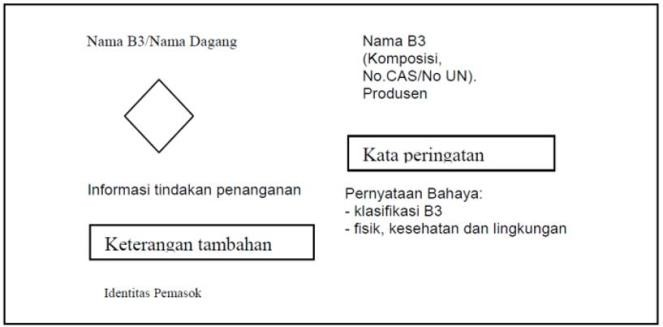 Nama B3/Nama Dagang
Informasi tindakan penanganan
Keterangan tambahan
Identitas Pemasok
Nama B3
(Komposisi,
No.CAS/No UN).
Produsen
Kata peringatan
Pernyataan Bahaya:
- klasifikasi B3
- fisik, kesehatan dan lingkungan